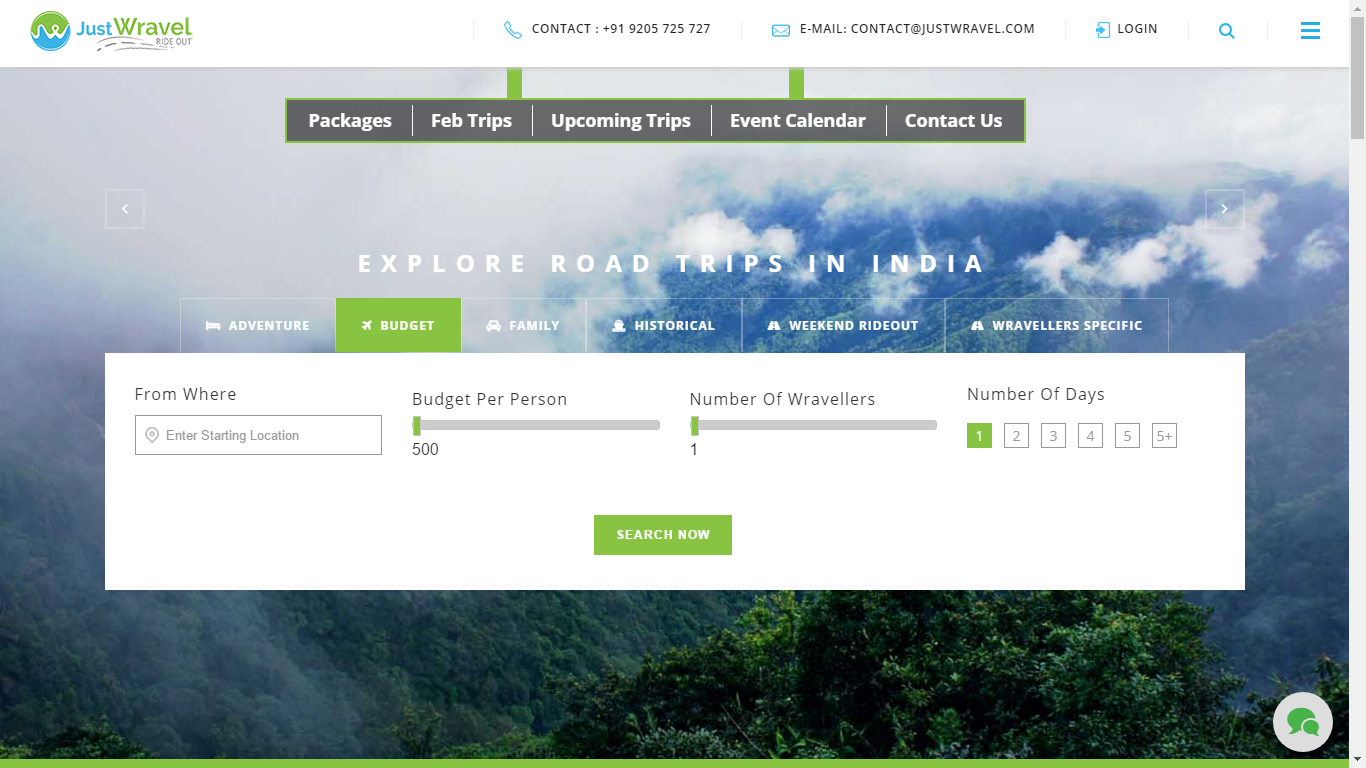 JustWravel
RIDE OUT
CONTACT : +91 9205 725 727
E-MAIL: CONTACT@JUSTWRAVEL.COM
LOGIN
Packages
Feb Trips
Upcoming Trips
Event Calendar
Contact Us
EXPLORE ROAD TRIPS IN INDIA
ADVENTURE
BUDGET
FAMILY
HISTORICAL
WEEKEND RIDEOUT
WRAVELLERS SPECIFIC
From Where
Enter Starting Location
Budget Per Person
500
Number Of Wravellers
1
Number Of Days
1 2 3 4 5 5+
SEARCH NOW